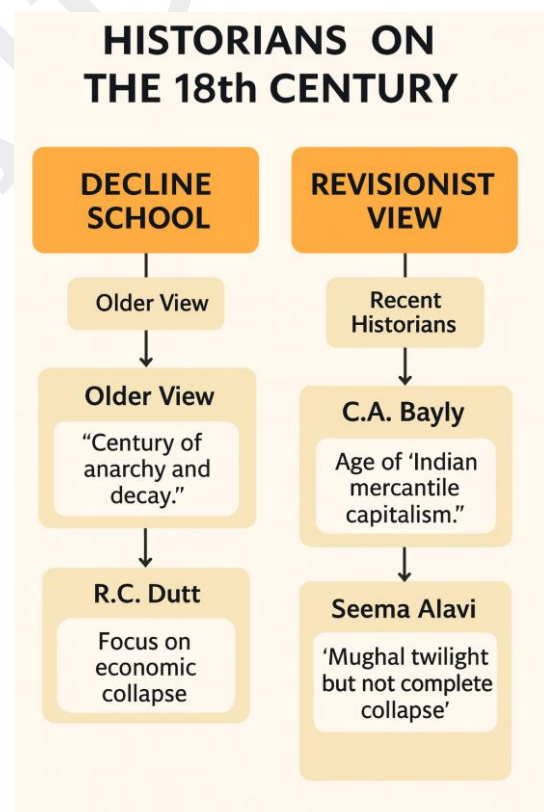 HISTORIANS ON
THE 18th CENTURY
DECLINE
SCHOOL
Older View
Older View
“Century of
anarchy and
decay.”
R.C. Dutt
Focus on
economic
collapse
REVISIONIST
VIEW
Recent
Historians
C.A. Bayly
Age of ‘Indian
mercantile
capitalism.”
Seema Alavi
‘Mughal twilight
but not complete
collapse’